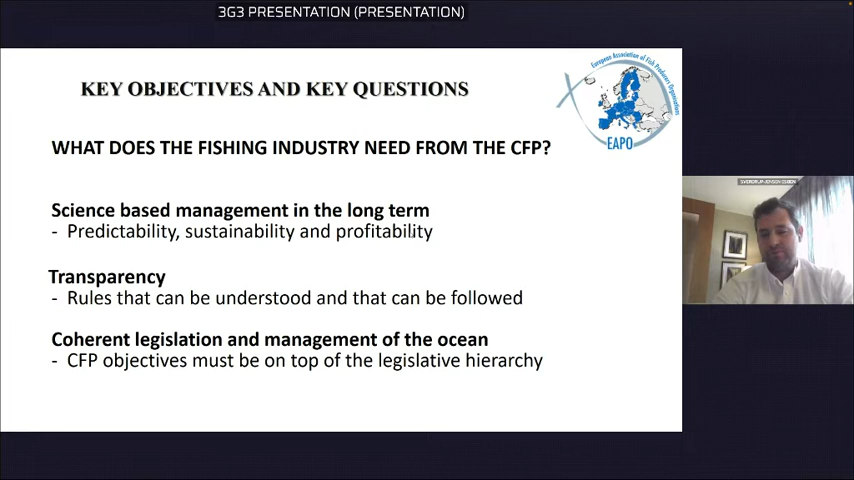 3G3 PRESENTATION (PRESENTATION)
European Association of Fish Producers Organisations
KEY OBJECTIVES AND KEY QUESTIONS
EAPO
WHAT DOES THE FISHING INDUSTRY NEED FROM THE CFP?
Science based management in the long term
- Predictability, sustainability and profitability
Transparency
- Rules that can be understood and that can be followed
Coherent legislation and management of the ocean
- CFP objectives must be on top of the legislative hierarchy